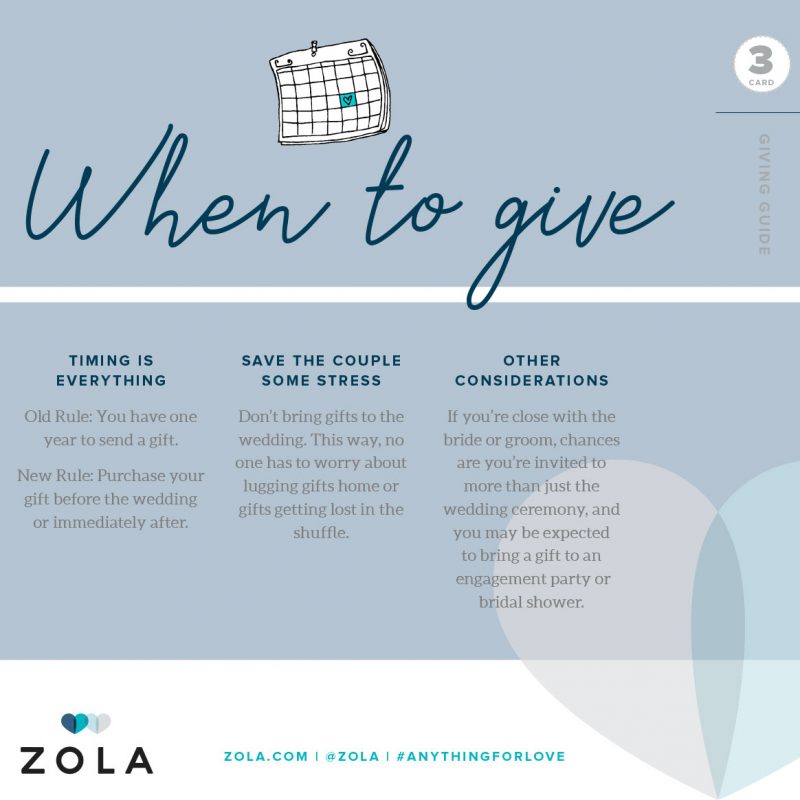 3
CARD
GIVING GUIDE
When to give
TIMING IS
EVERYTHING
Old Rule: You have one
year to send a gift.
New Rule: Purchase your
gift before the wedding
or immediately after.
SAVE THE COUPLE
SOME STRESS
Don’t bring gifts to the
wedding. This way, no
one has to worry about
lugging gifts home or
gifts getting lost in the
shuffle.
OTHER
CONSIDERATIONS
If you’re close with the
bride or groom, chances
are you’re invited to
more than just the
wedding ceremony, and
you may be expected
to bring a gift to an
engagement party or
bridal shower.
ZOLA
ZOLA.COM | @ZOLA | #ANYTHINGFORLOVE